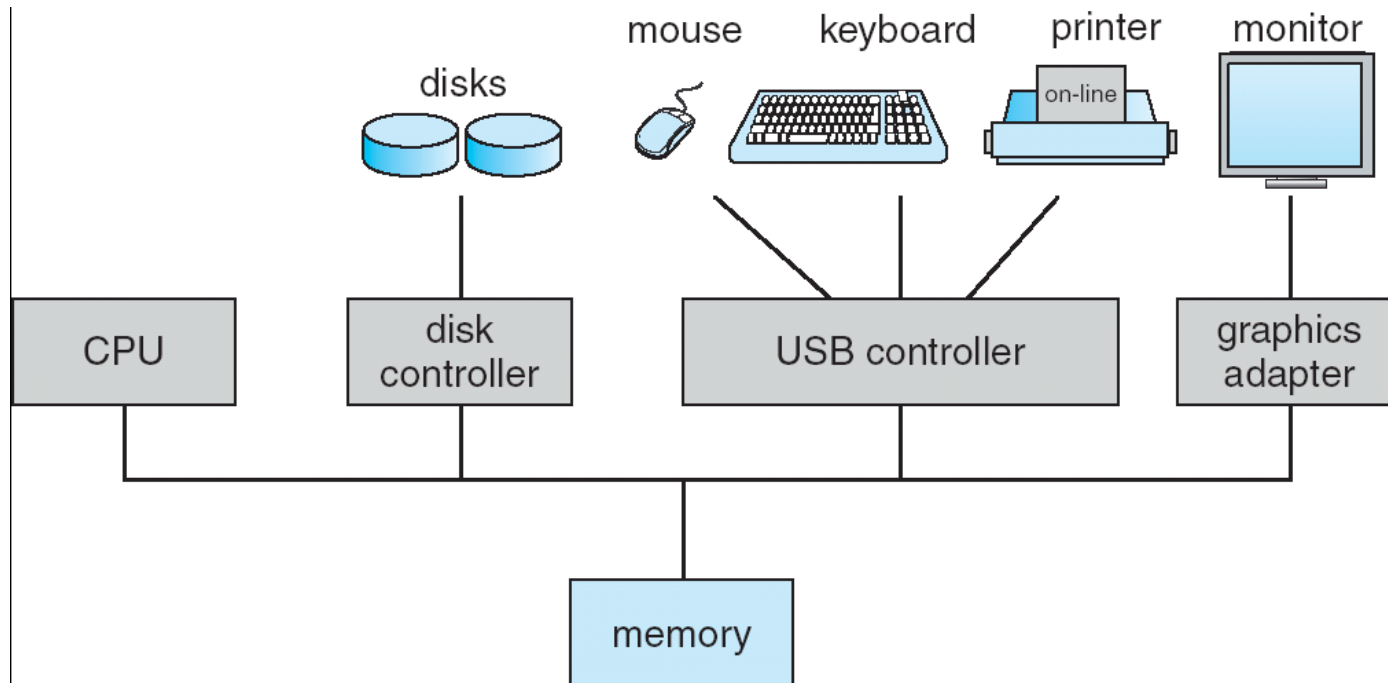 mouse
keyboard
printer
monitor
disks
on-line
CPU
disk
controller
USB controller
graphics
adapter
memory